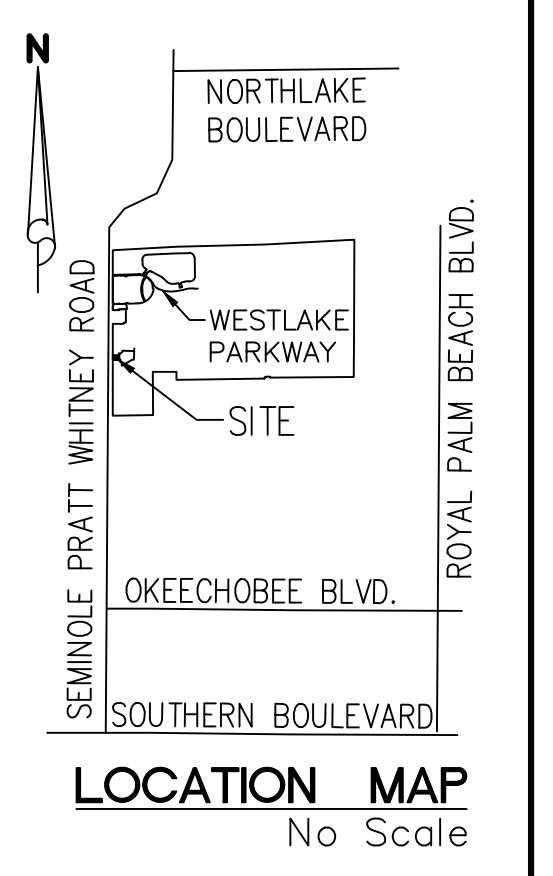 N
NORTHLAKE
BOULEVARD
SEMINOLE PRATT WHITNEY ROAD
ROYAL PALM BEACH BLVD.
WESTLAKE
PARKWAY
SITE
OKEECHOBEE BLVD.
SOUTHERN BOULEVARD
LOCATION MAP
No Scale